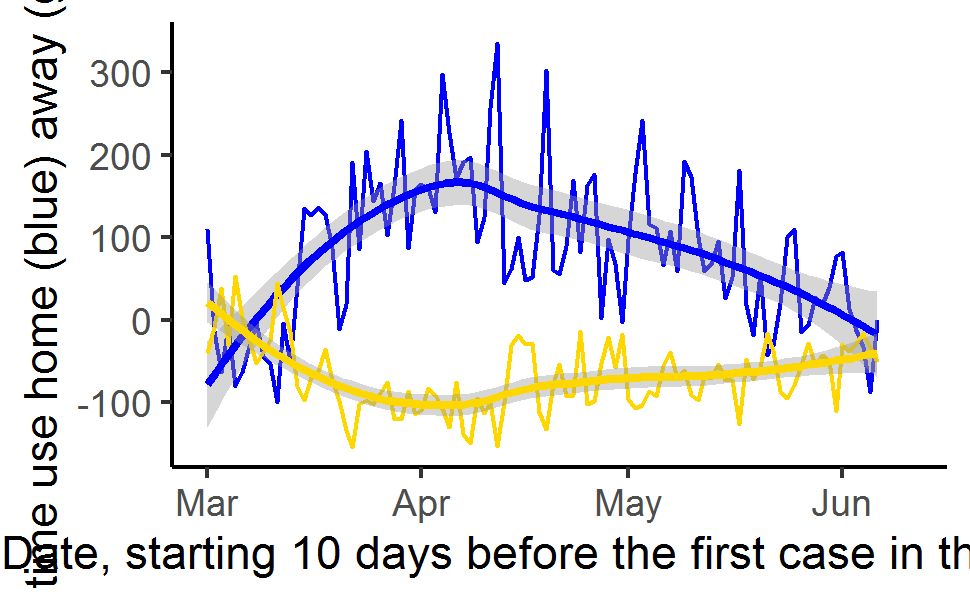 time use home (blue) away (
300
200
100
0
-100
Mar Apr May Jun
Date, starting 10 days before the first case in th